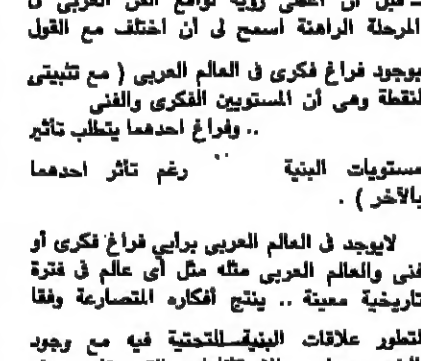 ـ قبل أن أعطى رؤية لواقع الفن العربى فى
المرحلة الراهنة اسمح لى أن اختلف مع القول
بوجود فراغ فكرى فى العالم العربى ( مع تثبيتى
لنقطة وهى أن المستويين الفكرى والفنى
.. وفراغ احدهما يتطلب تأثير
مستويات البنية رغم تأثر احدهما
بالآخر ) .
لايوجد فى العالم العربى برأيي فراغ فكرى أو
فنى والعالم العربى مثله مثل أى عالم فى فترة
تاريخية معينة .. ينتج أفكاره المتصارعة وفقا
لتطور علاقات البنية التحتية فيه مع وجود